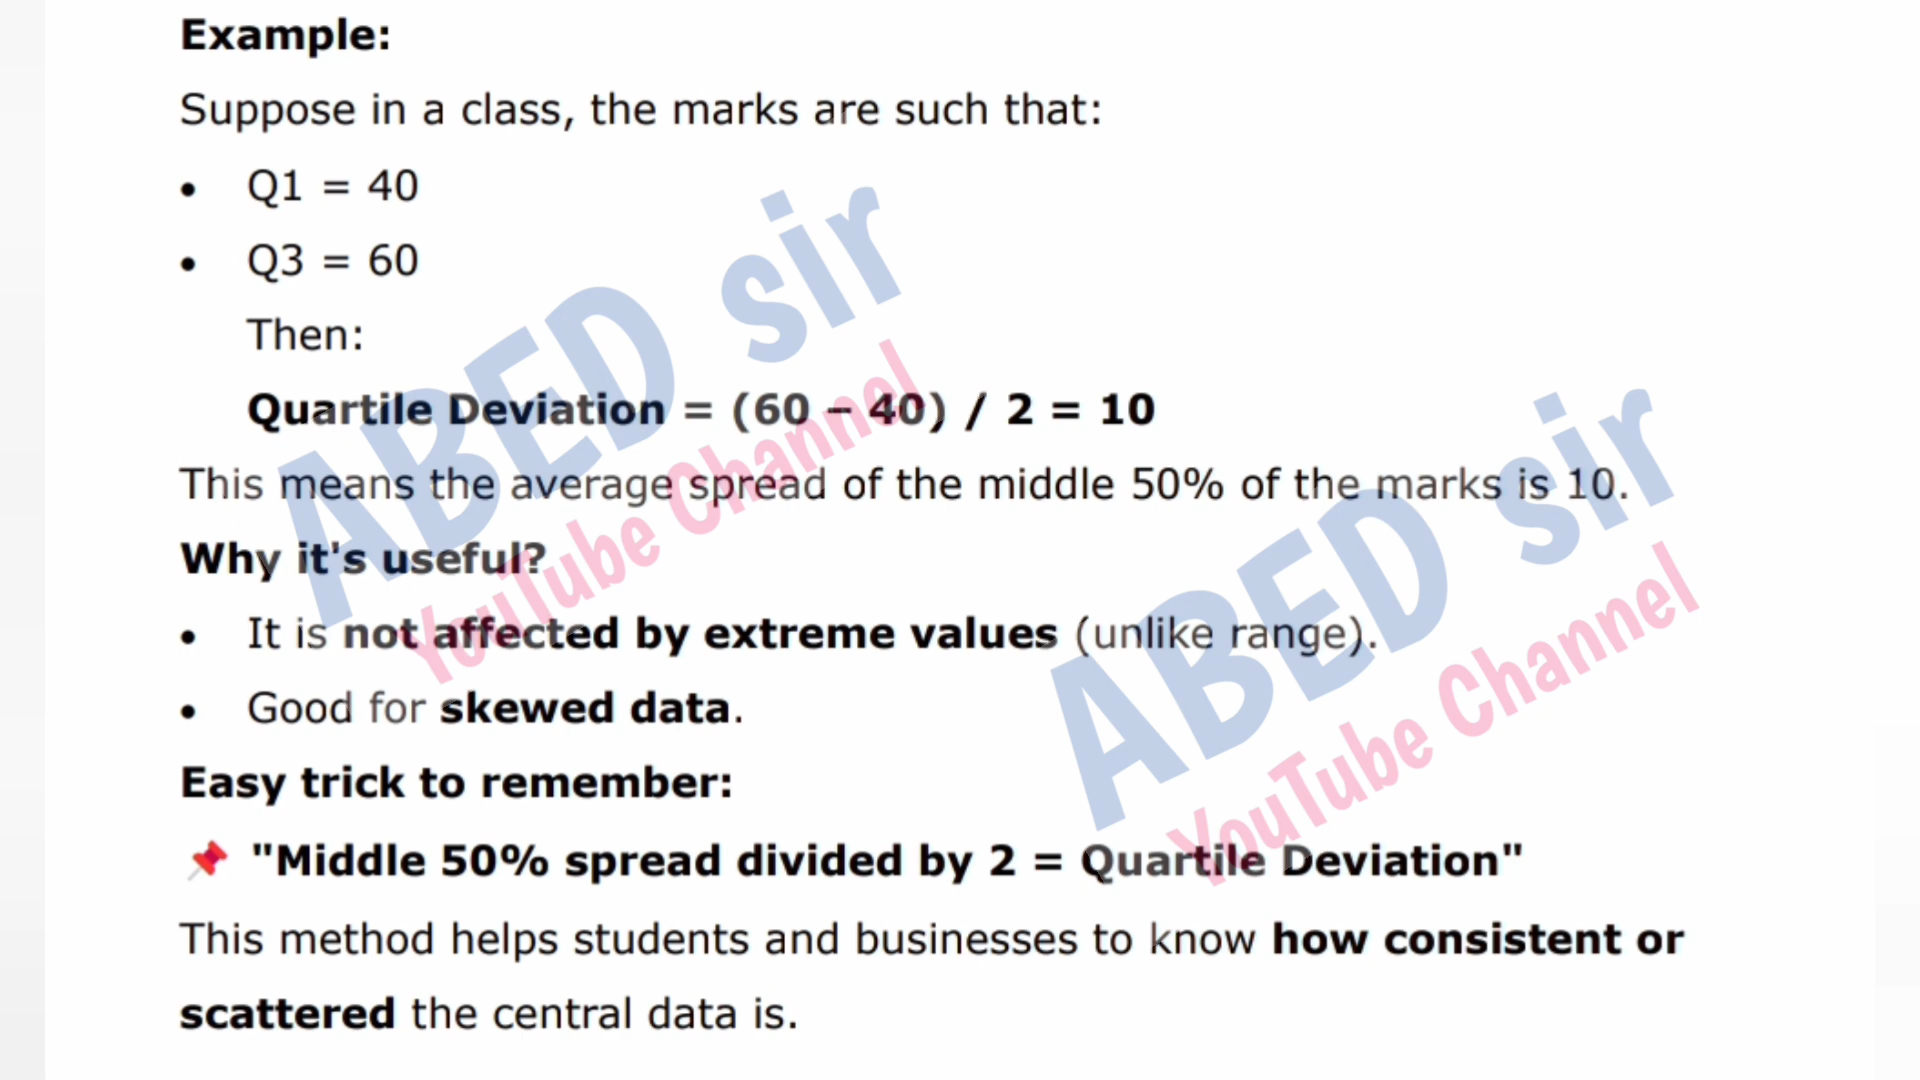 Example:
Suppose in a class, the marks are such that:
• Q1 = 40
• Q3 = 60
Then:
Quartile Deviation = (60 – 40) / 2 = 10
This means the average spread of the middle 50% of the marks is 10.
Why it's useful?
• It is not affected by extreme values (unlike range).
• Good for skewed data.
Easy trick to remember:
📌 "Middle 50% spread divided by 2 = Quartile Deviation"
This method helps students and businesses to know how consistent or
scattered the central data is.
ABED sir
YouTube Channel
ABED sir
YouTube Channel